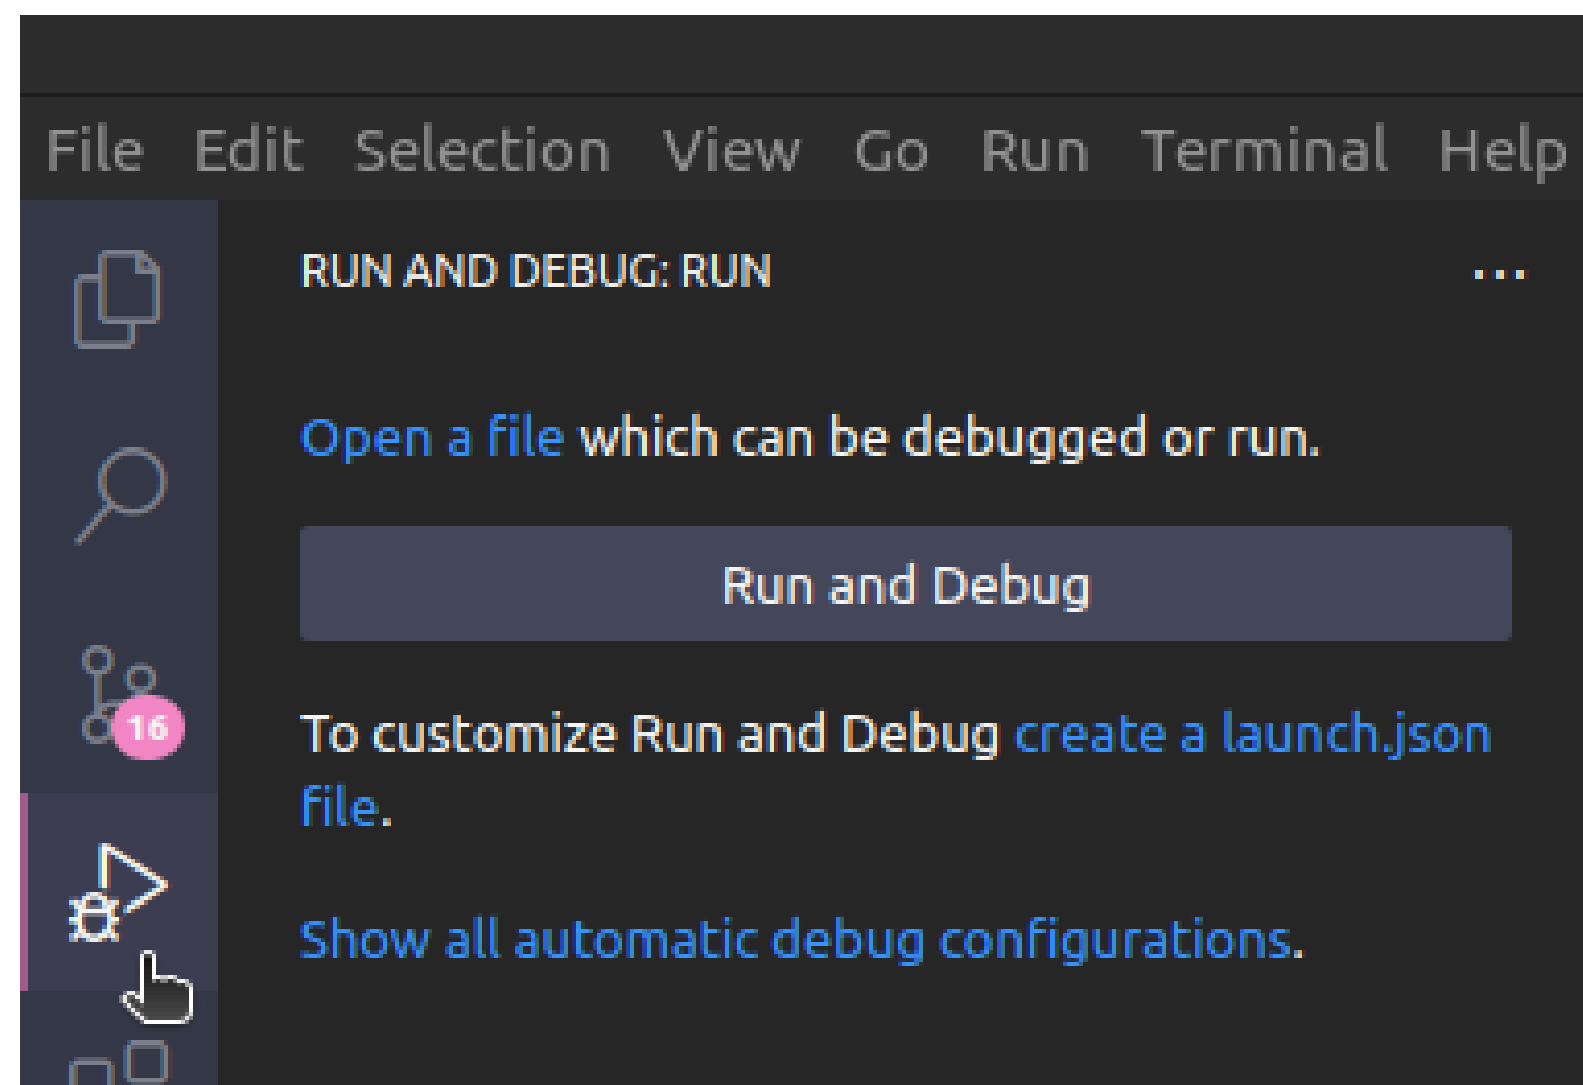 File Edit Selection View Go Run Terminal Help
RUN AND DEBUG: RUN ...
Open a file which can be debugged or run.
Run and Debug
16
To customize Run and Debug create a launch.json
file.
Show all automatic debug configurations.